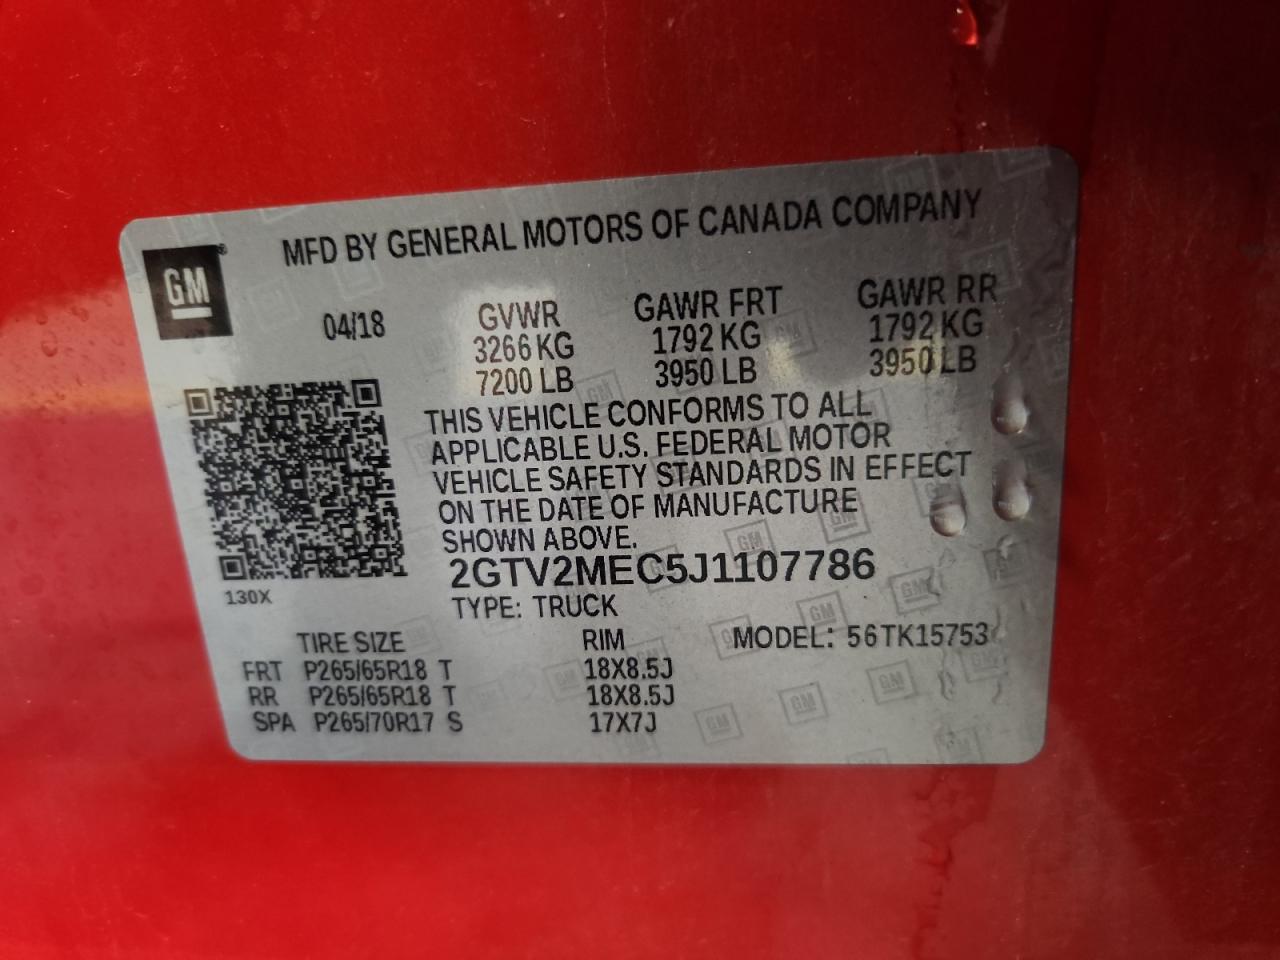 GM®
MFD BY GENERAL MOTORS OF CANADA COMPANY
04/18
GVWR GAWR FRT GAWR RR
3266 KG 1792 KG 1792 KG
7200 LB 3950 LB 3950 LB
THIS VEHICLE CONFORMS TO ALL
APPLICABLE U.S. FEDERAL MOTOR
VEHICLE SAFETY STANDARDS IN EFFECT
ON THE DATE OF MANUFACTURE
SHOWN ABOVE.
2GTV2MEC5J1107786
130X
TYPE: TRUCK
TIRE SIZE RIM MODEL: 56TK15753
FRT P265/65R18 T 18X8.5J
RR P265/65R18 T 18X8.5J
SPA P265/70R17 S 17X7J